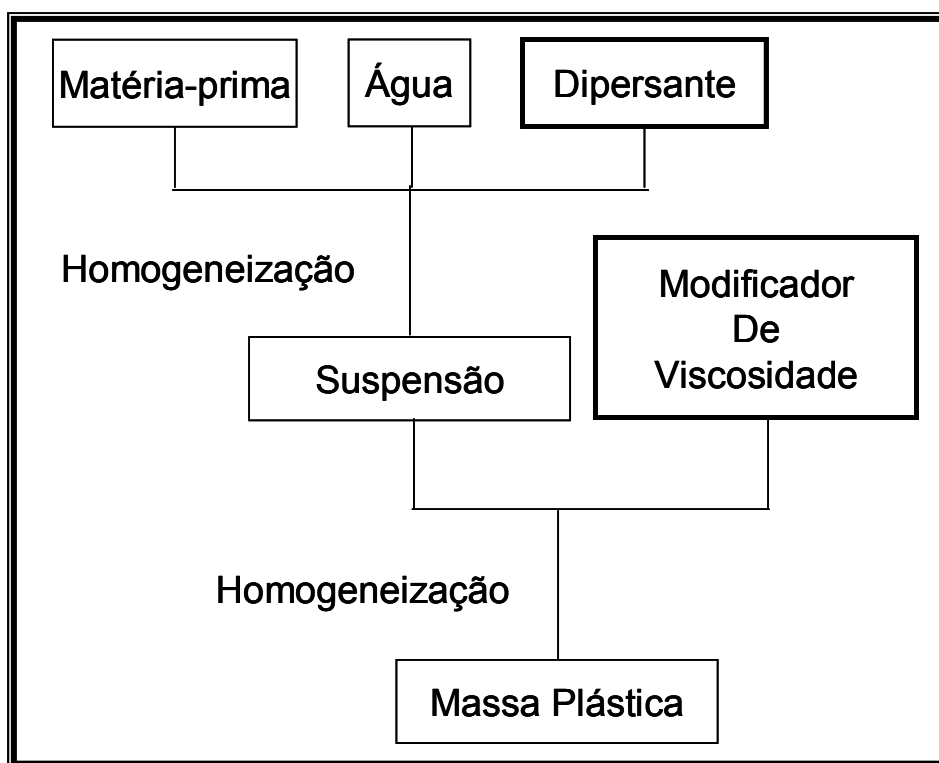 Matéria-prima
Água
Dipersante
Homogeneização
Modificador
De
Viscosidade
Suspensão
Homogeneização
Massa Plástica